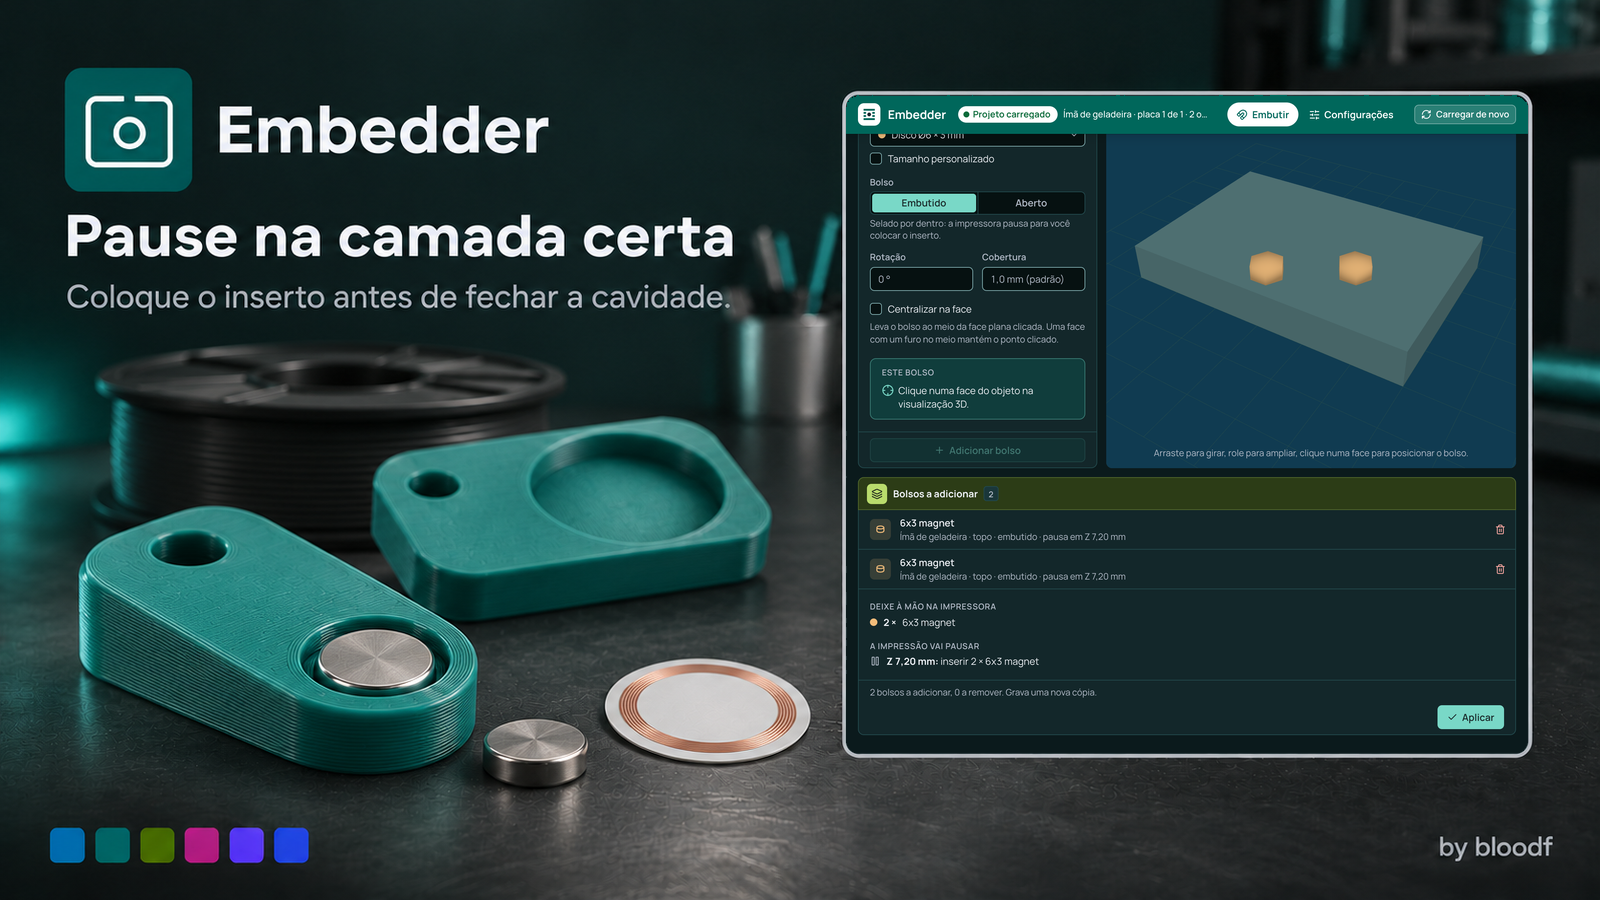 Embedder
Pause na camada certa
Coloque o inserto antes de fechar a cavidade.
Embedder
Projeto carregado
Ímã de geladeira · placa 1 de 1 · 2 o...
Embutir
Configurações
Carregar de novo
Disco Ø6 × 3 mm
Tamanho personalizado
Bolso
Embutido
Aberto
Selado por dentro: a impressora pausa para você
colocar o inserto.
Rotação
Cobertura
0 °
1,0 mm (padrão)
Centralizar na face
Leva o bolso ao meio da face plana clicada. Uma face
com um furo no meio mantém o ponto clicado.
ESTE BOLSO
Clique numa face do objeto na
visualização 3D.
+ Adicionar bolso
Arraste para girar, role para ampliar, clique numa face para posicionar o bolso.
Bolsos a adicionar 2
6x3 magnet
Ímã de geladeira · topo · embutido · pausa em Z 7,20 mm
6x3 magnet
Ímã de geladeira · topo · embutido · pausa em Z 7,20 mm
DEIXE À MÃO NA IMPRESSORA
2 × 6x3 magnet
A IMPRESSÃO VAI PAUSAR
Z 7,20 mm: inserir 2 × 6x3 magnet
2 bolsos a adicionar, 0 a remover. Grava uma nova cópia.
Aplicar
by bloodf